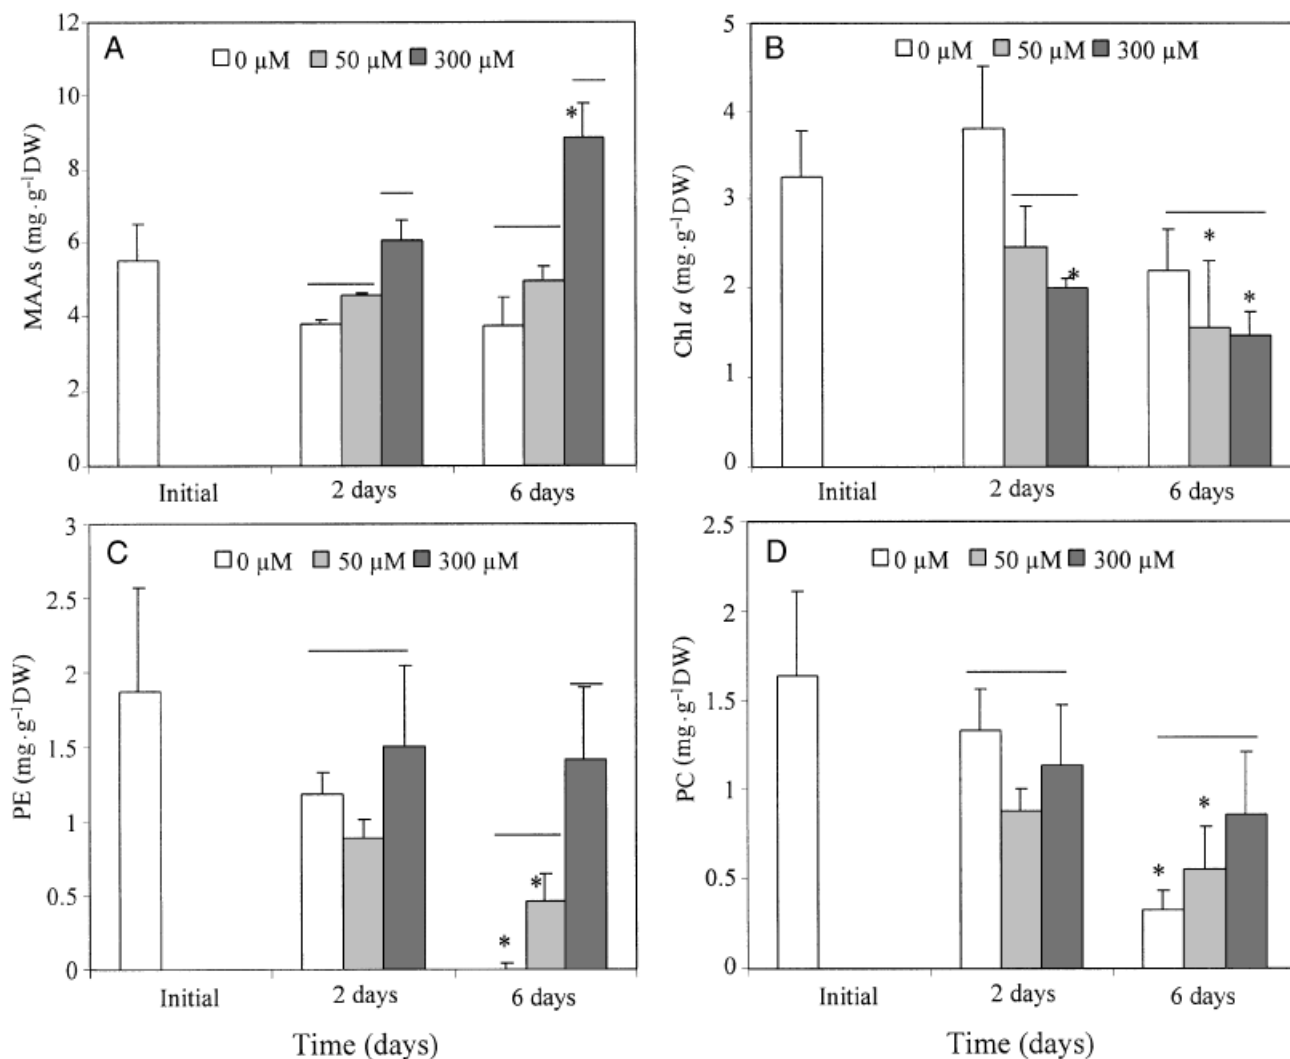 A
0 µM 50 µM 300 µM
MAAs (mg·g⁻¹DW)
12
10
8
6
4
2
0
*
Initial 2 days 6 days
B
0 µM 50 µM 300 µM
Chl a (mg·g⁻¹DW)
5
4
3
2
1
0
* * *
Initial 2 days 6 days
C
0 µM 50 µM 300 µM
PE (mg·g⁻¹DW)
3
2.5
2
1.5
1
0.5
0
* *
Initial 2 days 6 days
Time (days)
D
0 µM 50 µM 300 µM
PC (mg·g⁻¹DW)
2.5
2
1.5
1
0.5
0
* *
Initial 2 days 6 days
Time (days)